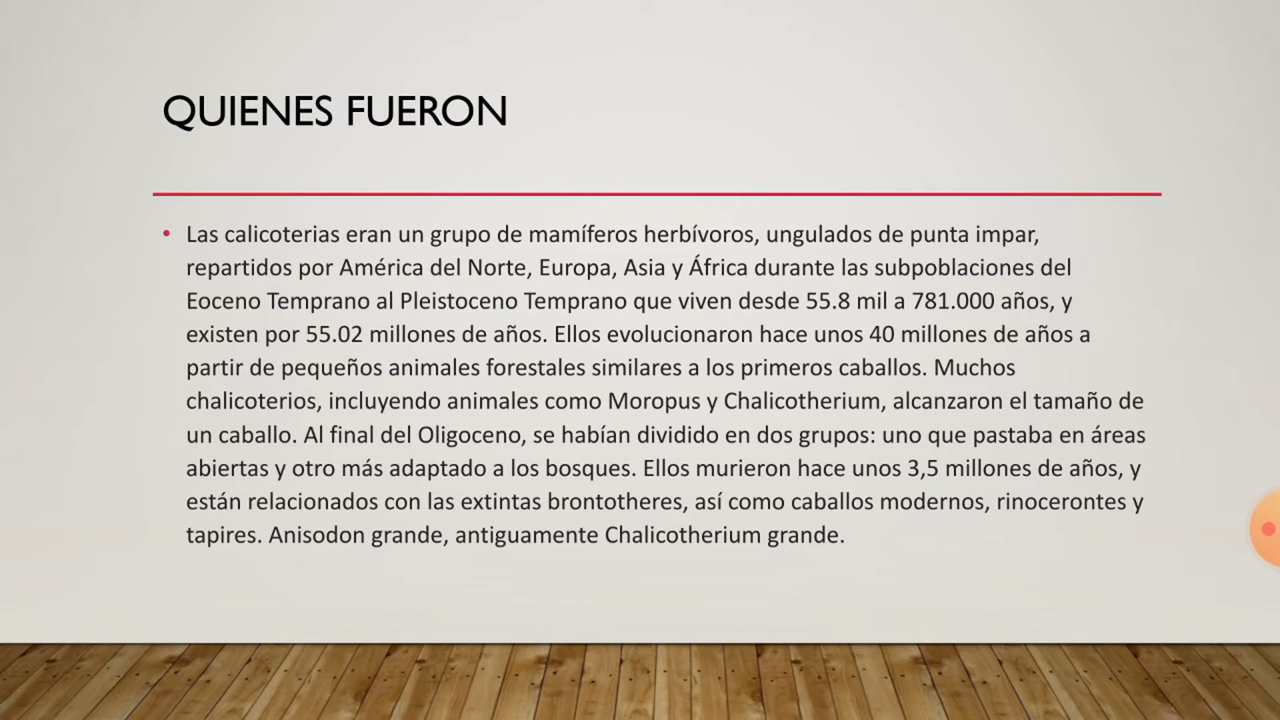 QUIENES FUERON
• Las calicoterias eran un grupo de mamíferos herbívoros, ungulados de punta impar,
repartidos por América del Norte, Europa, Asia y África durante las subpoblaciones del
Eoceno Temprano al Pleistoceno Temprano que viven desde 55.8 mil a 781.000 años, y
existen por 55.02 millones de años. Ellos evolucionaron hace unos 40 millones de años a
partir de pequeños animales forestales similares a los primeros caballos. Muchos
chalicoterios, incluyendo animales como Moropus y Chalicotherium, alcanzaron el tamaño de
un caballo. Al final del Oligoceno, se habían dividido en dos grupos: uno que pastaba en áreas
abiertas y otro más adaptado a los bosques. Ellos murieron hace unos 3,5 millones de años, y
están relacionados con las extintas brontotheres, así como caballos modernos, rinocerontes y
tapires. Anisodon grande, antiguamente Chalicotherium grande.